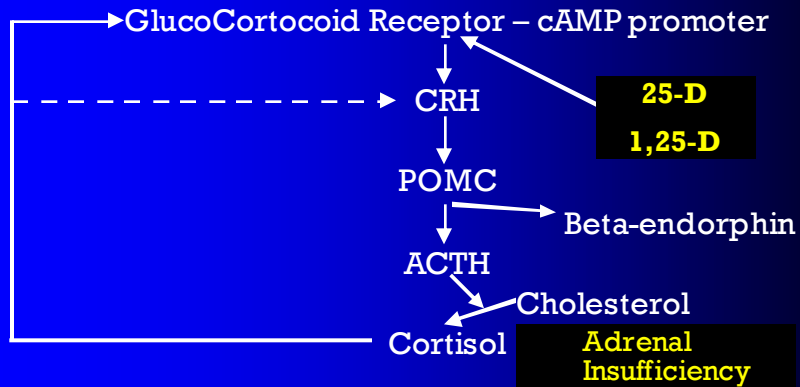 GlucoCortocoid Receptor – cAMP promoter
25-D
CRH
1,25-D
POMC
Beta-endorphin
ACTH
Cholesterol
Cortisol
Adrenal
Insufficiency